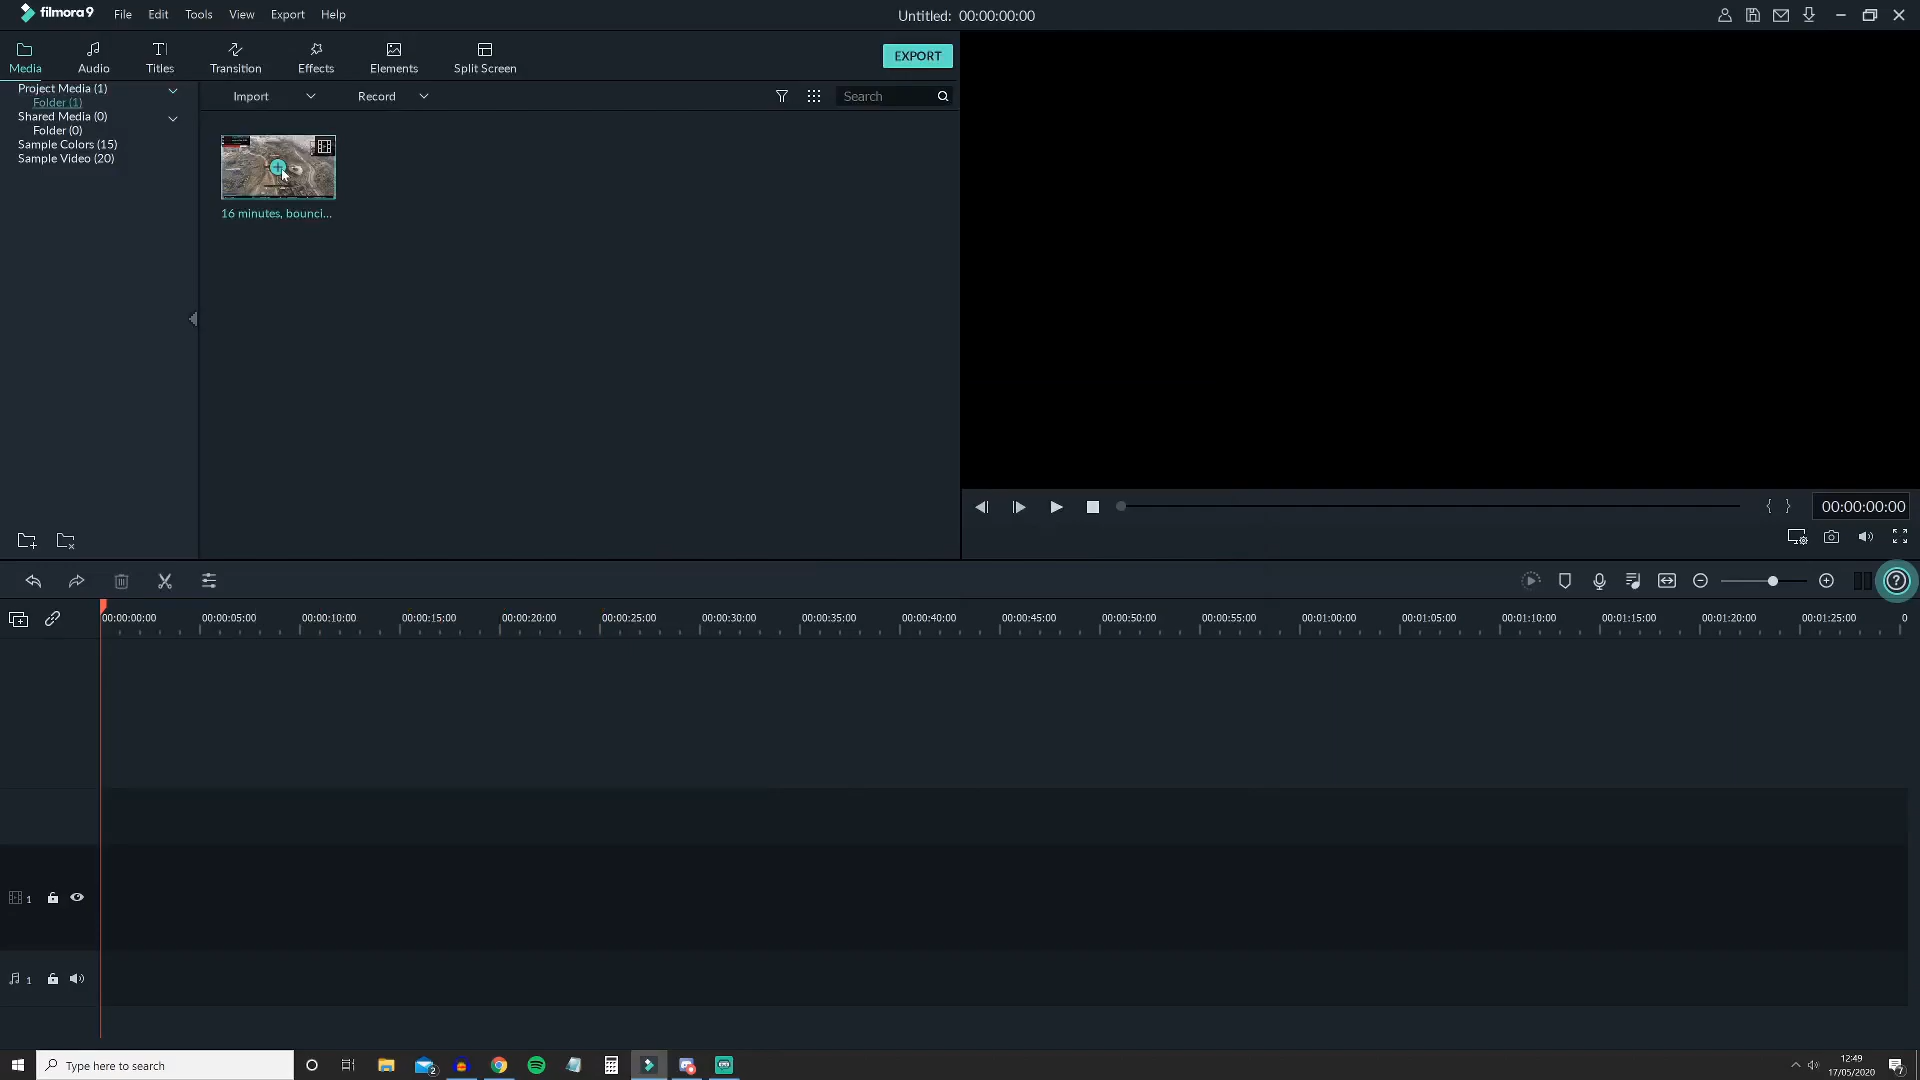 filmora9 File Edit Tools View Export Help Untitled: 00:00:00:00
Media Audio Titles Transition Effects Elements Split Screen EXPORT
Project Media (1)
Folder (1)
Shared Media (0)
Folder (0)
Sample Colors (15)
Sample Video (20)
Import Record Search
16 minutes, bounci...
{ } 00:00:00:00
00:00:00:00 00:00:05:00 00:00:10:00 00:00:15:00 00:00:20:00 00:00:25:00 00:00:30:00 00:00:35:00 00:00:40:00 00:00:45:00 00:00:50:00 00:00:55:00 00:01:00:00 00:01:05:00 00:01:10:00 00:01:15:00 00:01:20:00 00:01:25:00 0
1
1
Type here to search 2 12:49
17/05/2020 7